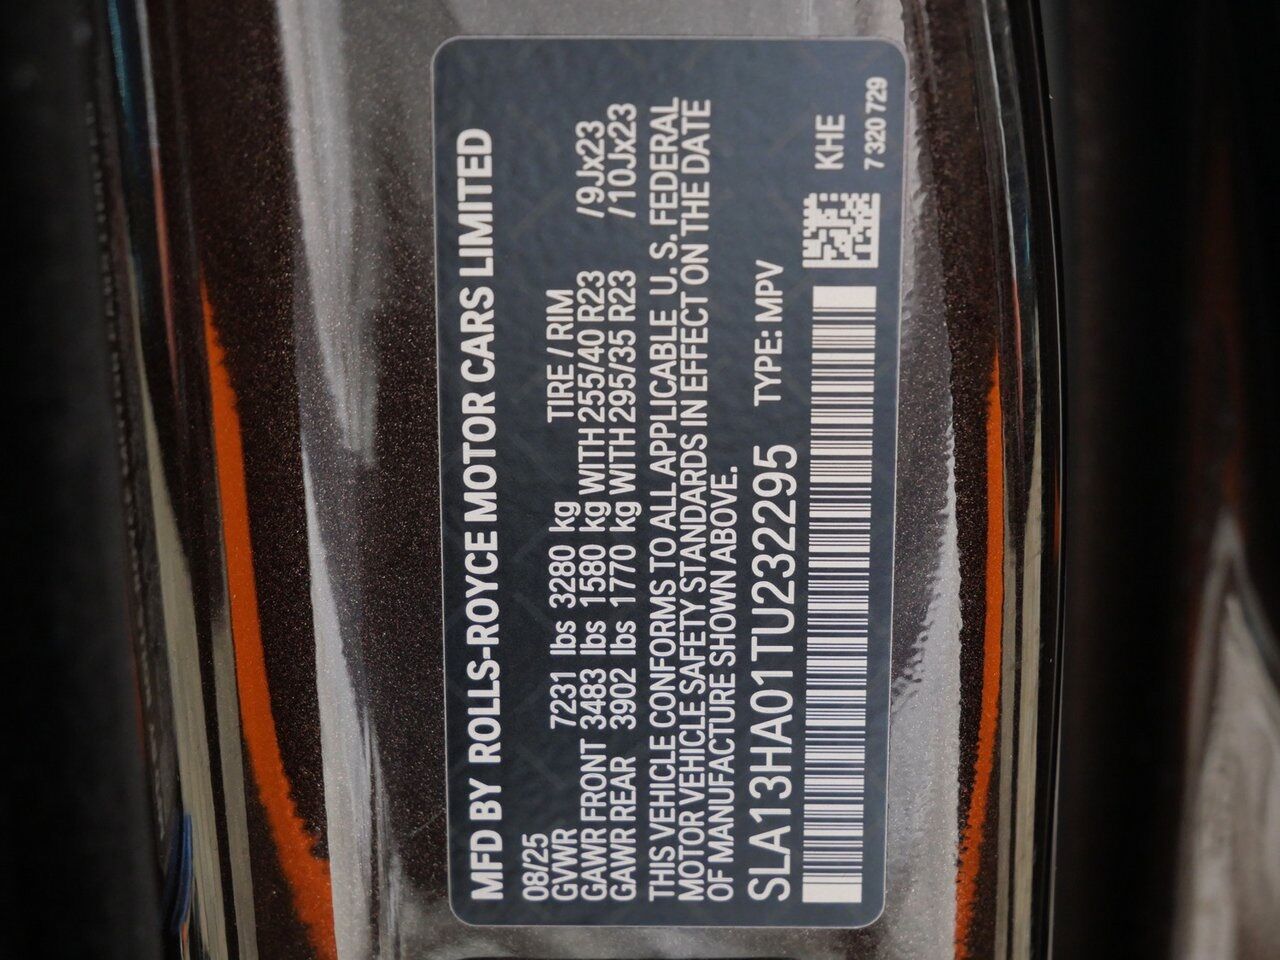 MFD BY ROLLS-ROYCE MOTOR CARS LIMITED
08/25
GVWR 7231 lbs 3280 kg TIRE / RIM
GAWR FRONT 3483 lbs 1580 kg WITH 255/40 R23 /9Jx23
GAWR REAR 3902 lbs 1770 kg WITH 295/35 R23 /10Jx23
THIS VEHICLE CONFORMS TO ALL APPLICABLE U. S. FEDERAL
MOTOR VEHICLE SAFETY STANDARDS IN EFFECT ON THE DATE
OF MANUFACTURE SHOWN ABOVE.
SLA13HA01TU232295 TYPE: MPV
KHE
7 320 729